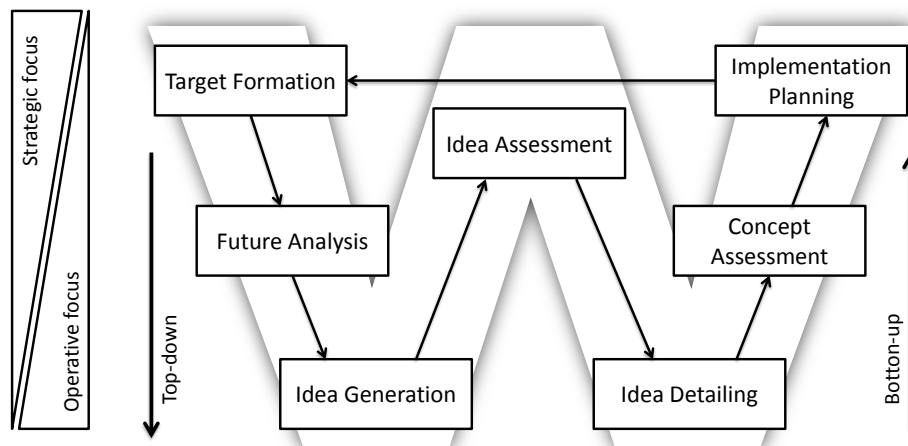 Strategic focus
Operative focus
Top-down
Target Formation
Implementation
Planning
Idea Assessment
Future Analysis
Concept
Assessment
Idea Generation
Idea Detailing
Botton-up